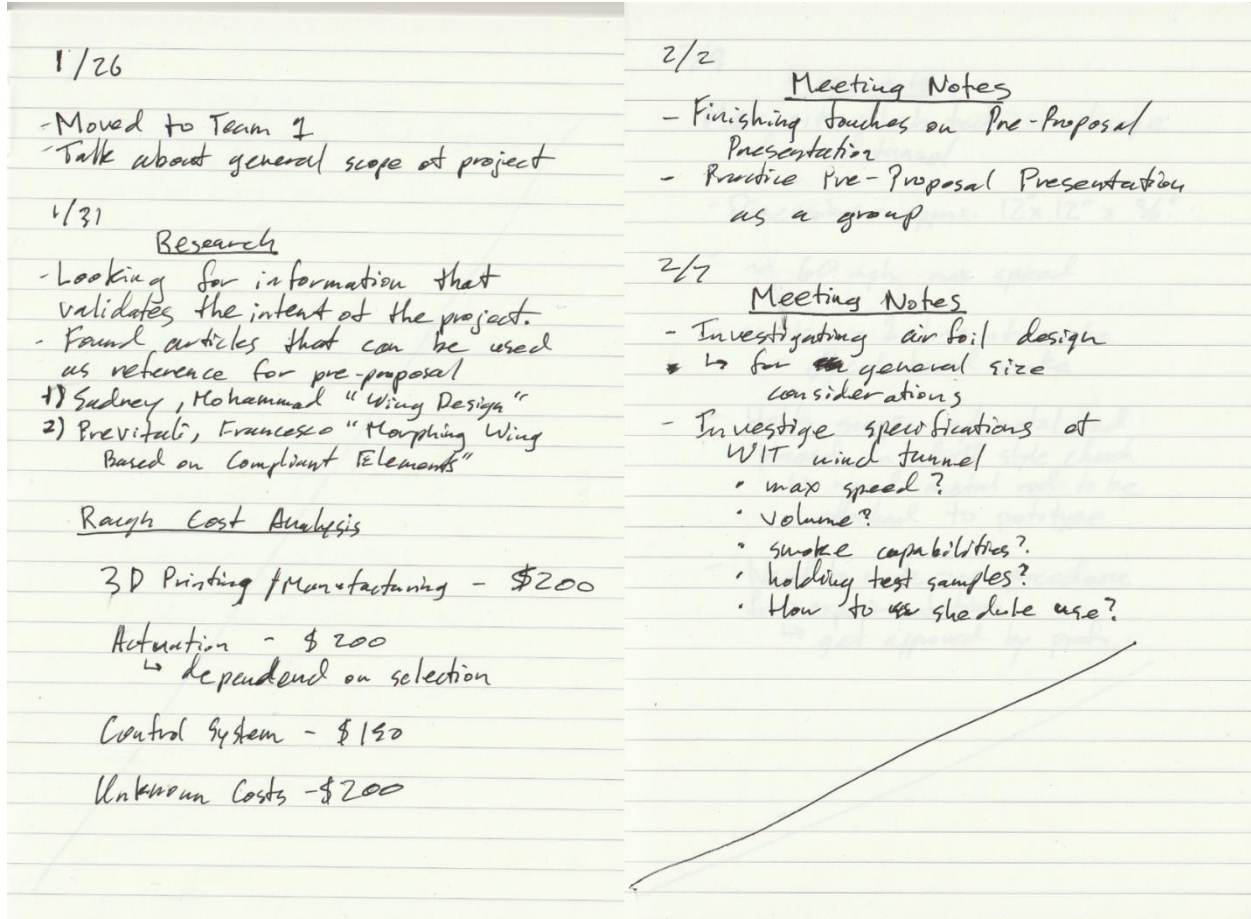 1/26
- Moved to Team 1
- Talk about general scope of project
1/31
Research
- Looking for information that
validates the intent of the project.
- Found articles that can be used
as reference for pre-proposal
1) Sadrey, Mohammad "Wing Design"
2) Previtali, Francesco "Morphing Wing
Based on Compliant Elements"
Rough Cost Analysis
3D Printing / Manufacturing - $200
Actuation - $200
↳ dependend on selection
Control System - $150
Unknown Costs - $200
2/2
Meeting Notes
- Finishing touches on Pre-Proposal
Presentation
- Practice Pre-Proposal Presentation
as a group
2/7
Meeting Notes
- Investigating air foil design
↳ for general size
considerations
- Investige specifications of
WIT wind tunnel
• max speed?
• volume?
• smoke capabilities?
• holding test samples?
• How to shedule use?